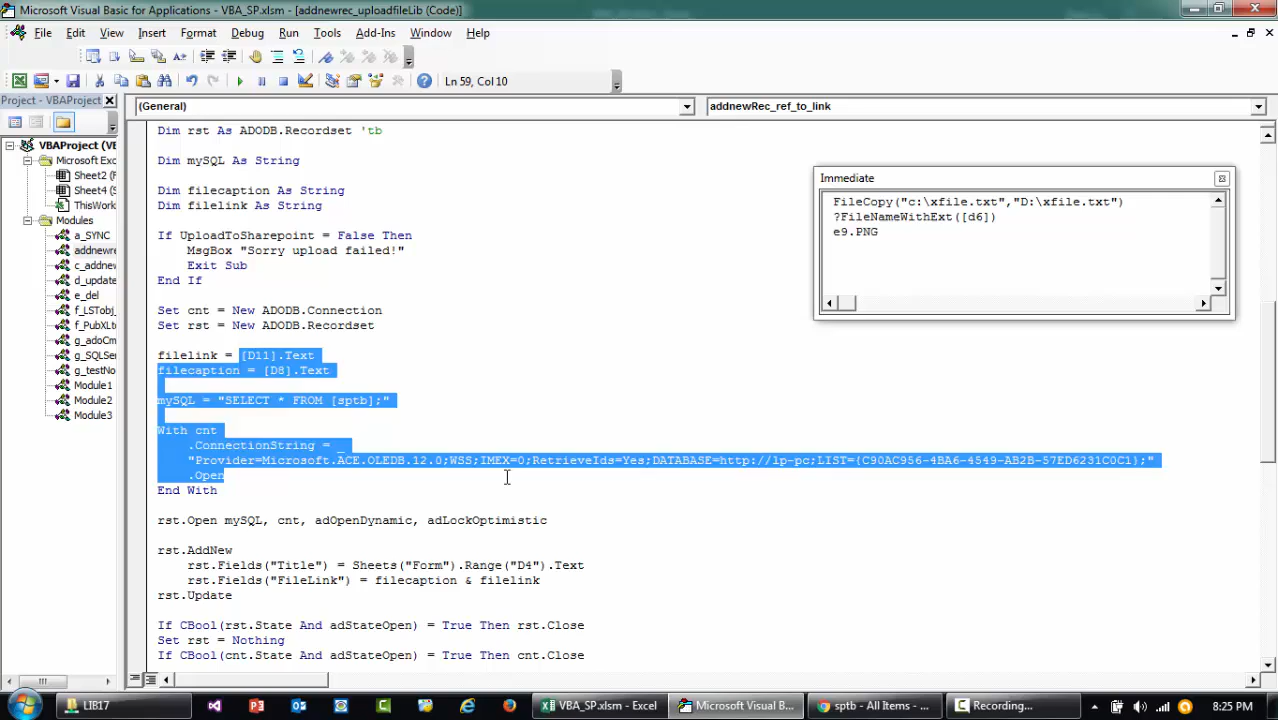 Microsoft Visual Basic for Applications - VBA_SP.xlsm - [addnewrec_uploadfileLib (Code)]
File Edit View Insert Format Debug Run Tools Add-Ins Window Help
Ln 59, Col 10
Project - VBAProject
(General)
addnewRec_ref_to_link
VBAProject (V
Microsoft Exc
Sheet2 (F
Sheet4 (
ThisWork
Modules
a_SYNC
addnewre
c_addnew
d_update
e_del
f_LSTobj_
f_PubXLto
g_adoCm
g_SQLSer
g_testNo
Module1
Module2
Module3
Dim rst As ADODB.Recordset 'tb
Dim mySQL As String
Dim filecaption As String
Dim filelink As String
If UploadToSharepoint = False Then
MsgBox "Sorry upload failed!"
Exit Sub
End If
Set cnt = New ADODB.Connection
Set rst = New ADODB.Recordset
filelink = [D11].Text
filecaption = [D8].Text
mySQL = "SELECT * FROM [sptb];"
With cnt
.ConnectionString = _
"Provider=Microsoft.ACE.OLEDB.12.0;WSS;IMEX=0;RetrieveIds=Yes;DATABASE=http://lp-pc;LIST={C90AC956-4BA6-4549-AB2B-57ED6231C0C1};"
.Open
End With
rst.Open mySQL, cnt, adOpenDynamic, adLockOptimistic
rst.AddNew
rst.Fields("Title") = Sheets("Form").Range("D4").Text
rst.Fields("FileLink") = filecaption & filelink
rst.Update
If CBool(rst.State And adStateOpen) = True Then rst.Close
Set rst = Nothing
If CBool(cnt.State And adStateOpen) = True Then cnt.Close
Immediate
FileCopy("c:\xfile.txt","D:\xfile.txt")
?FileNameWithExt([d6])
e9.PNG
LIB17
VBA_SP.xlsm - Excel
Microsoft Visual B...
sptb - All Items - ...
Recording...
8:25 PM